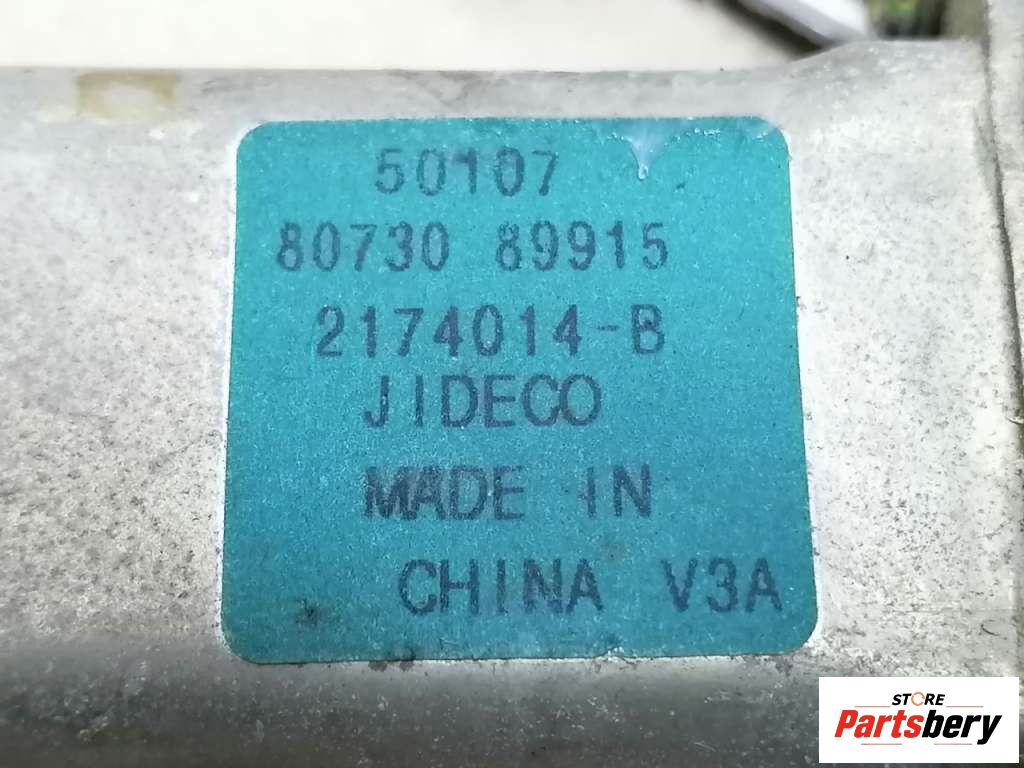 50107
80730 89915
2174014-B
JIDECO
MADE IN
CHINA V3A
STORE
Partsbery